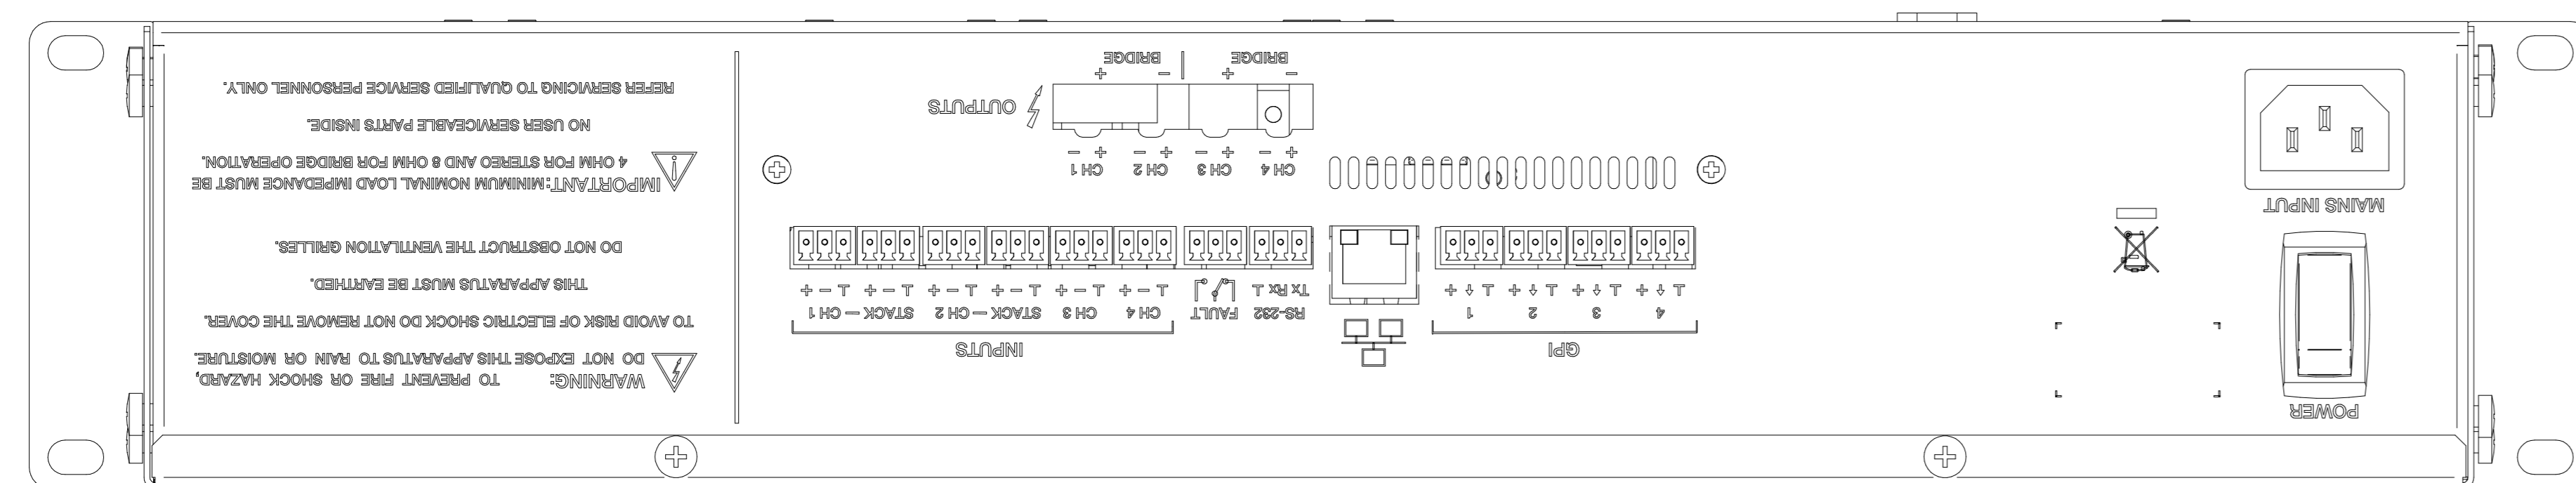 POWER
MAINS INPUT
GPI
4 3 2 1
RS-232
Tx Rx
FAULT
INPUTS
CH 4 CH 3 STACK – CH 2 STACK – CH 1
– + – + – + – + – + – +
CH 4 CH 3 CH 2 CH 1
+ – + – + – + –
OUTPUTS
– + – +
BRIDGE BRIDGE
WARNING: TO PREVENT FIRE OR SHOCK HAZARD,
DO NOT EXPOSE THIS APPARATUS TO RAIN OR MOISTURE.
TO AVOID RISK OF ELECTRIC SHOCK DO NOT REMOVE THE COVER.
THIS APPARATUS MUST BE EARTHED.
DO NOT OBSTRUCT THE VENTILATION GRILLES.
IMPORTANT: MINIMUM NOMINAL LOAD IMPEDANCE MUST BE
4 OHM FOR STEREO AND 8 OHM FOR BRIDGE OPERATION.
NO USER SERVICEABLE PARTS INSIDE.
REFER SERVICING TO QUALIFIED SERVICE PERSONNEL ONLY.